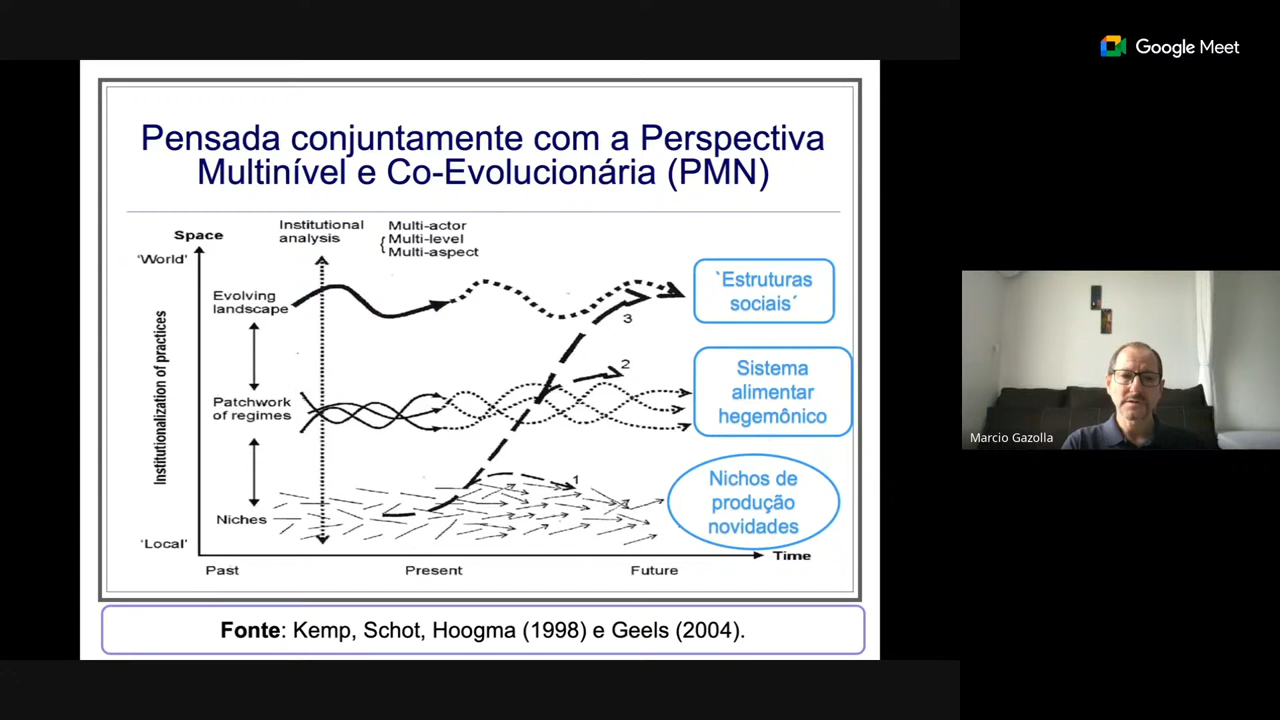 Google Meet
Pensada conjuntamente com a Perspectiva
Multinível e Co-Evolucionária (PMN)
Space
Institutional
analysis
Multi-actor
Multi-level
Multi-aspect
'World'
Evolving
landscape
Patchwork
of regimes
Niches
'Local'
Institutionalization of practices
3
2
1
`Estruturas
sociais´
Sistema
alimentar
hegemônico
Nichos de
produção
novidades
Time
Past
Present
Future
Fonte: Kemp, Schot, Hoogma (1998) e Geels (2004).
Marcio Gazolla